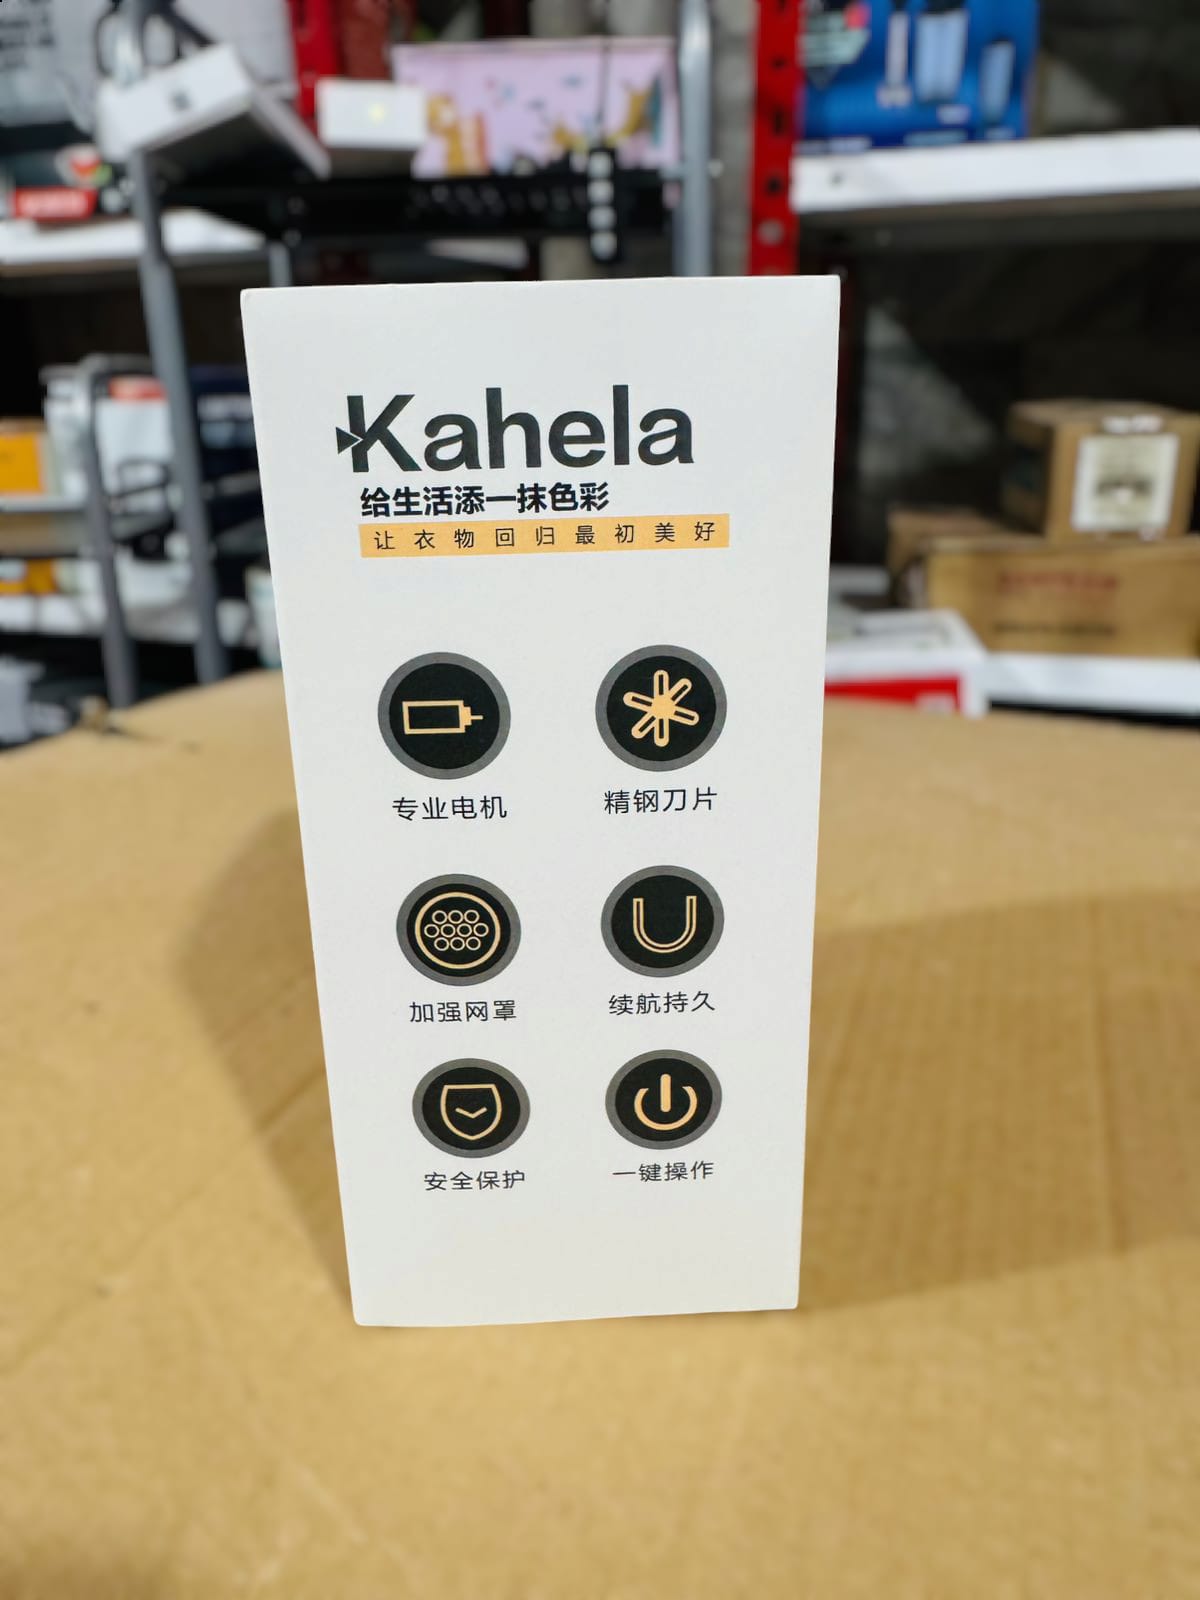 Kahela
给生活添一抹色彩
让衣物回归最初美好
专业电机
精钢刀片
加强网罩
续航持久
安全保护
一键操作